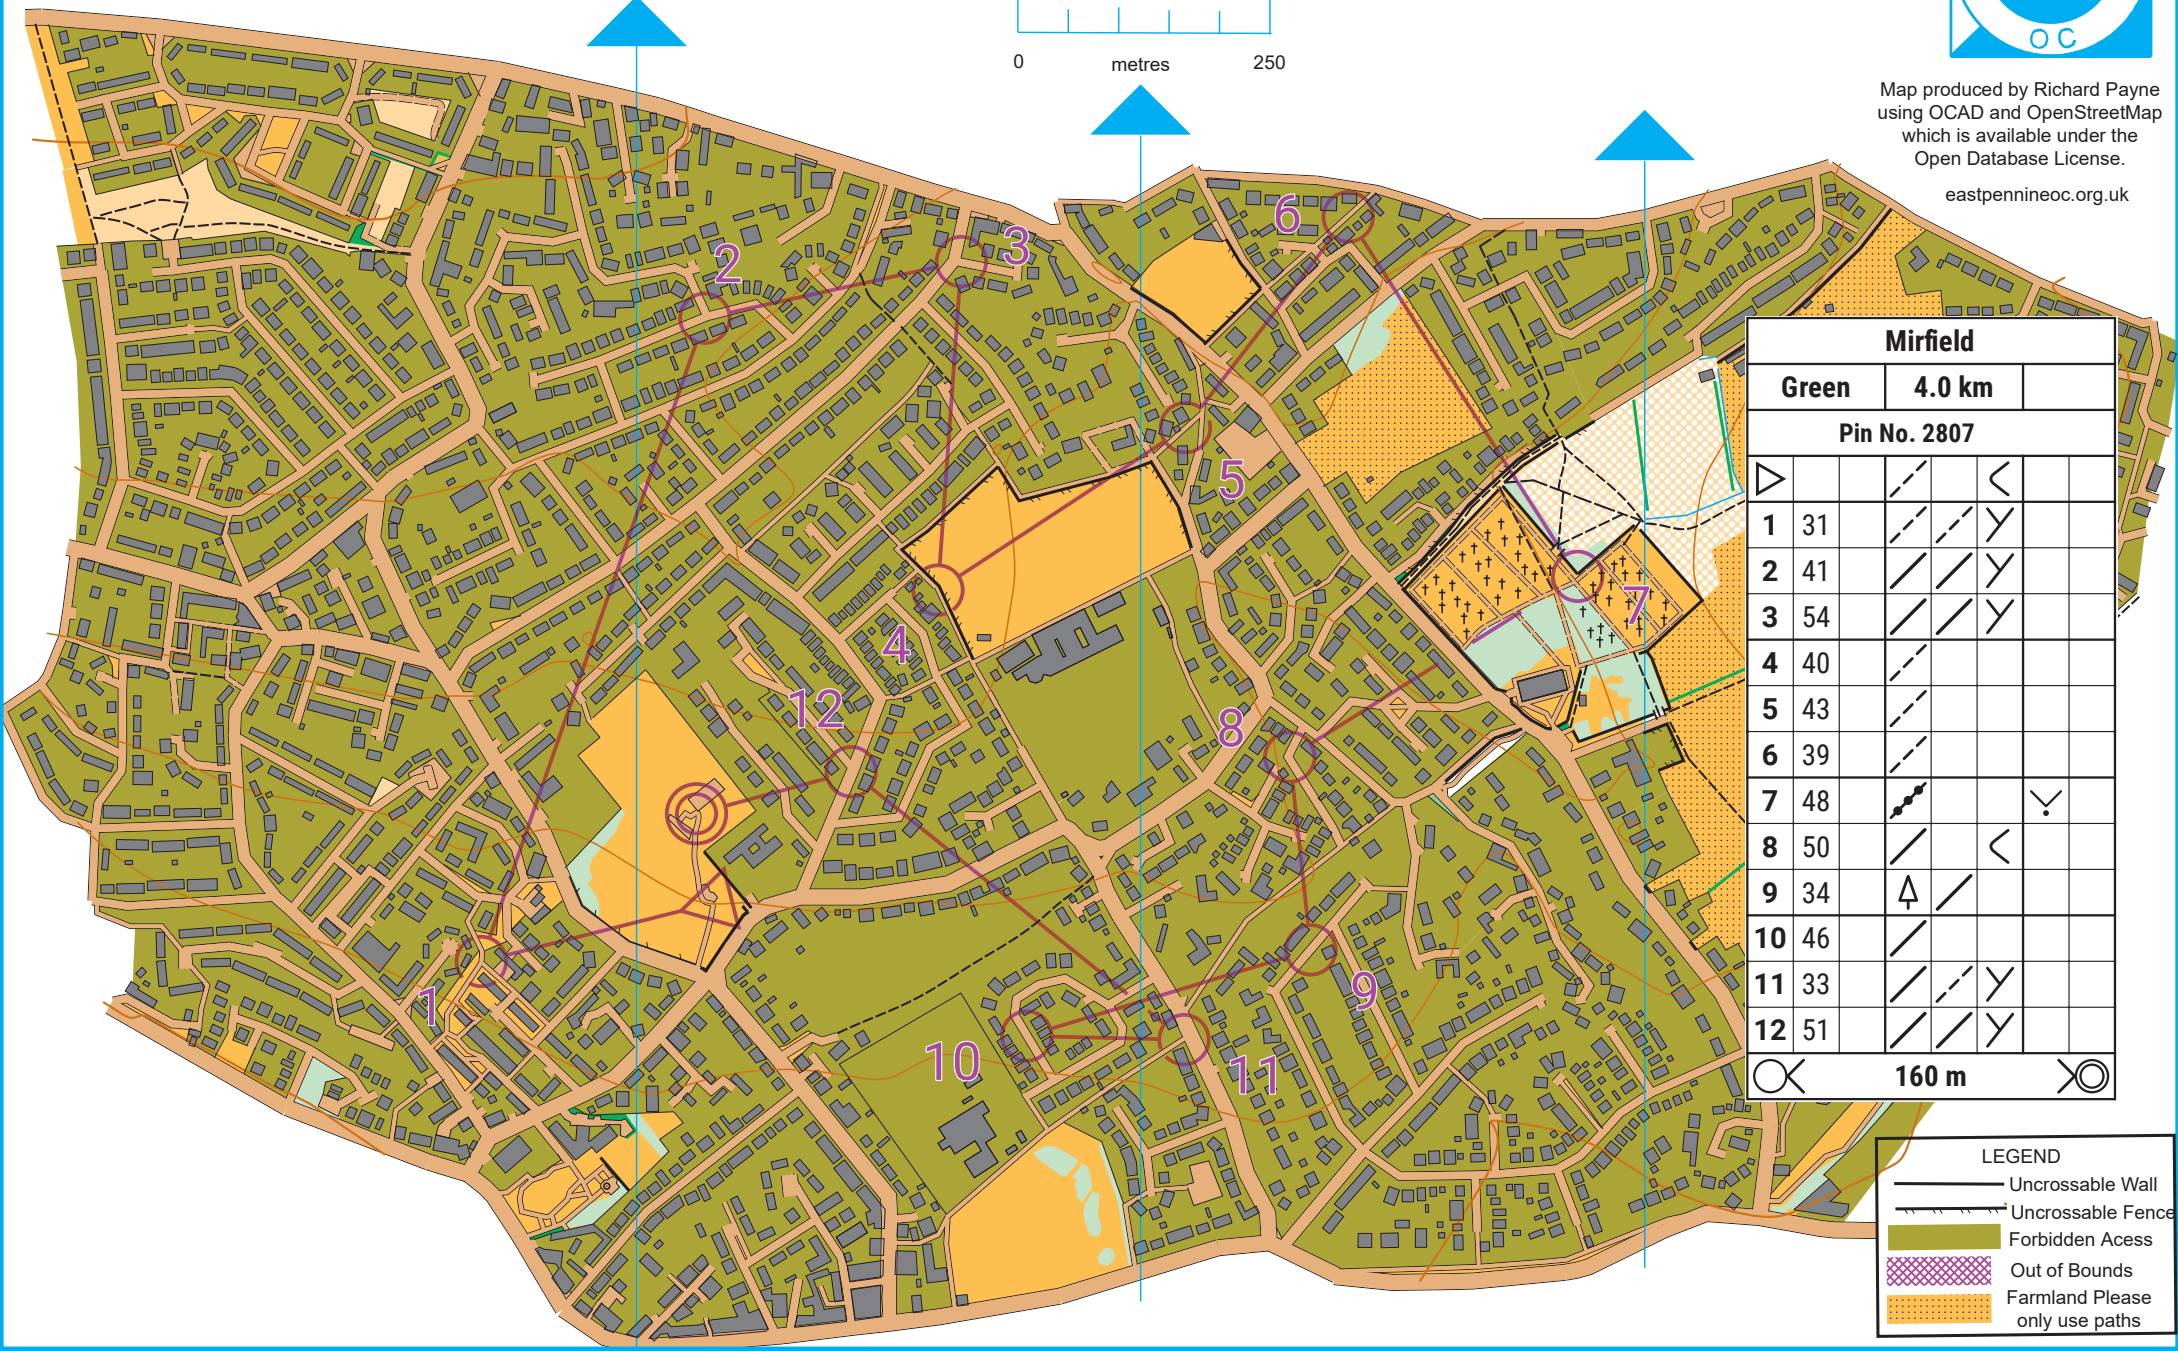 0 metres 250
OC
Map produced by Richard Payne
using OCAD and OpenStreetMap
which is available under the
Open Database License.
eastpennineoc.org.uk
6
3
2
5
4
7
12
8
1
9
10
11
Mirfield
Green 4.0 km
Pin No. 2807
1 31
2 41
3 54
4 40
5 43
6 39
7 48
8 50
9 34
10 46
11 33
12 51
160 m
LEGEND
Uncrossable Wall
Uncrossable Fence
Forbidden Acess
Out of Bounds
Farmland Please
only use paths